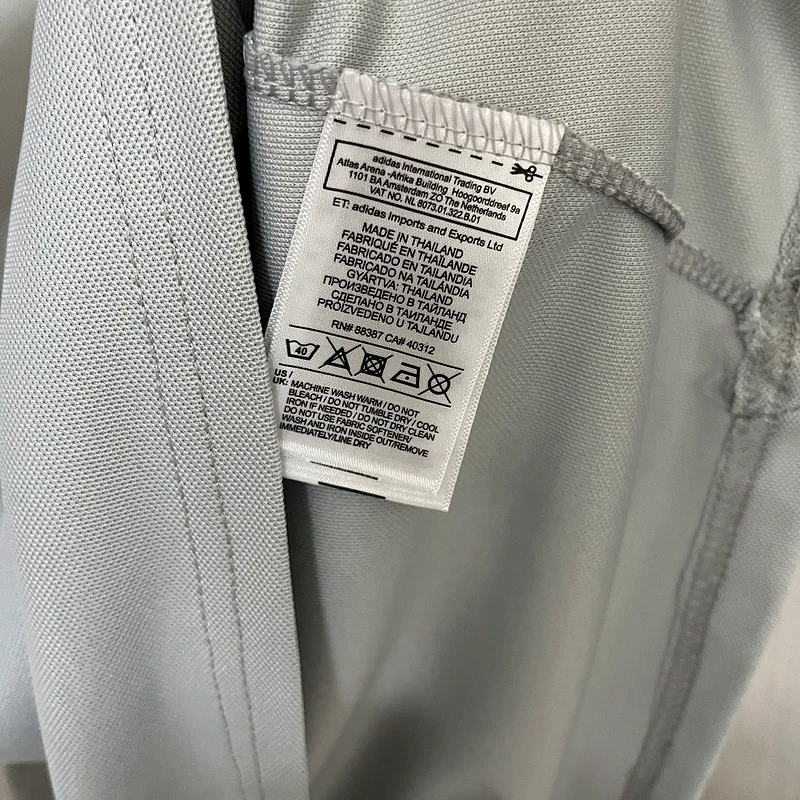 adidas International Trading BV
Atlas Arena -Afrika Building Hoogoorddreef 9a
1101 BA Amsterdam ZO The Netherlands
VAT NO. NL 8073.01.322.B.01
ET: adidas Imports and Exports Ltd
MADE IN THAILAND
FABRIQUÉ EN THAÏLANDE
FABRICADO EN TAILANDIA
FABRICADO NA TAILÂNDIA
GYÁRTVA: THAILAND
ПРОИЗВЕДЕНО В ТАЙЛАНД
СДЕЛАНО В ТАИЛАНДЕ
PROIZVEDENO U TAJLANDU
RN# 88387 CA# 40312
40
US /
UK: MACHINE WASH WARM / DO NOT
BLEACH / DO NOT TUMBLE DRY / COOL
IRON IF NEEDED / DO NOT DRY CLEAN
DO NOT USE FABRIC SOFTENER/
WASH AND IRON INSIDE OUT/REMOVE
IMMEDIATELY/LINE DRY